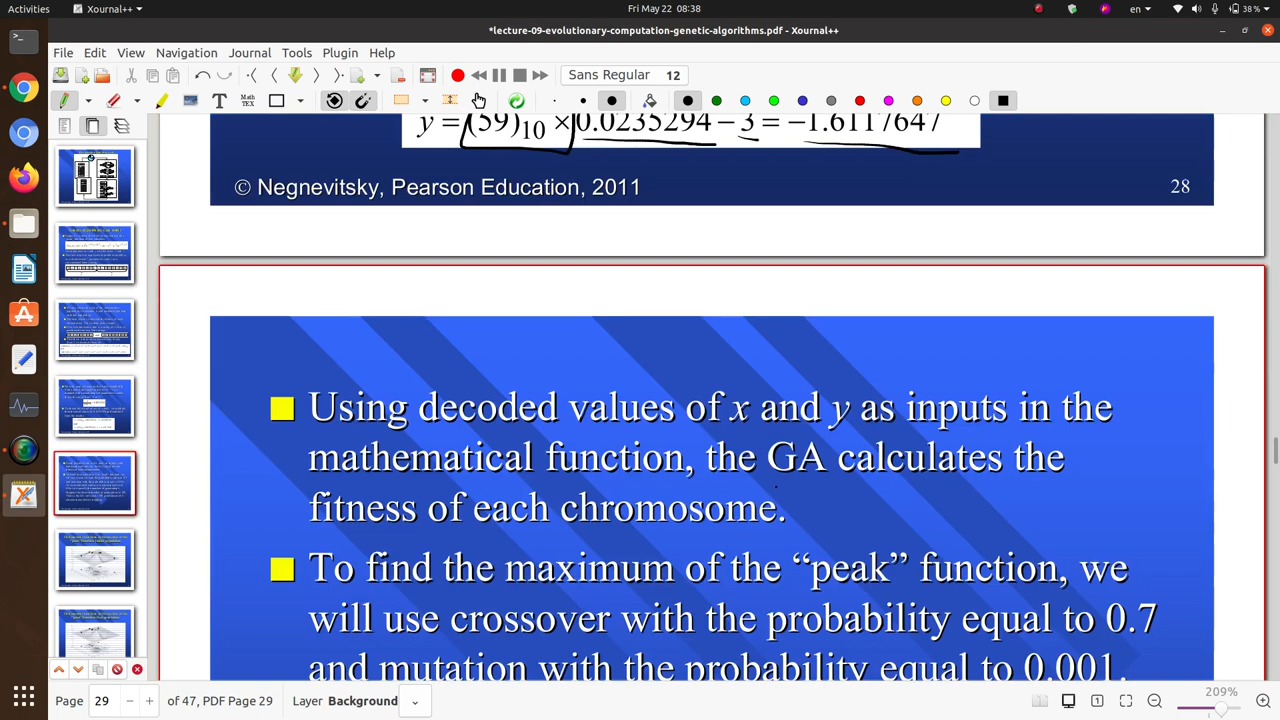 Activities Xournal++ Fri May 22 08:38 en 38 %
*lecture-09-evolutionary-computation-genetic-algorithms.pdf - Xournal++
File Edit View Navigation Journal Tools Plugin Help
Sans Regular 12
y = (59)10 × 0.0235294 − 3 = −1.6117647
© Negnevitsky, Pearson Education, 2011 28
Using decoded values of x and y as inputs in the
mathematical function, the GA calculates the
fitness of each chromosome.
To find the maximum of the “peak” function, we
will use crossover with the probability equal to 0.7
and mutation with the probability equal to 0.001.
Page 29 of 47, PDF Page 29 Layer Background 209%